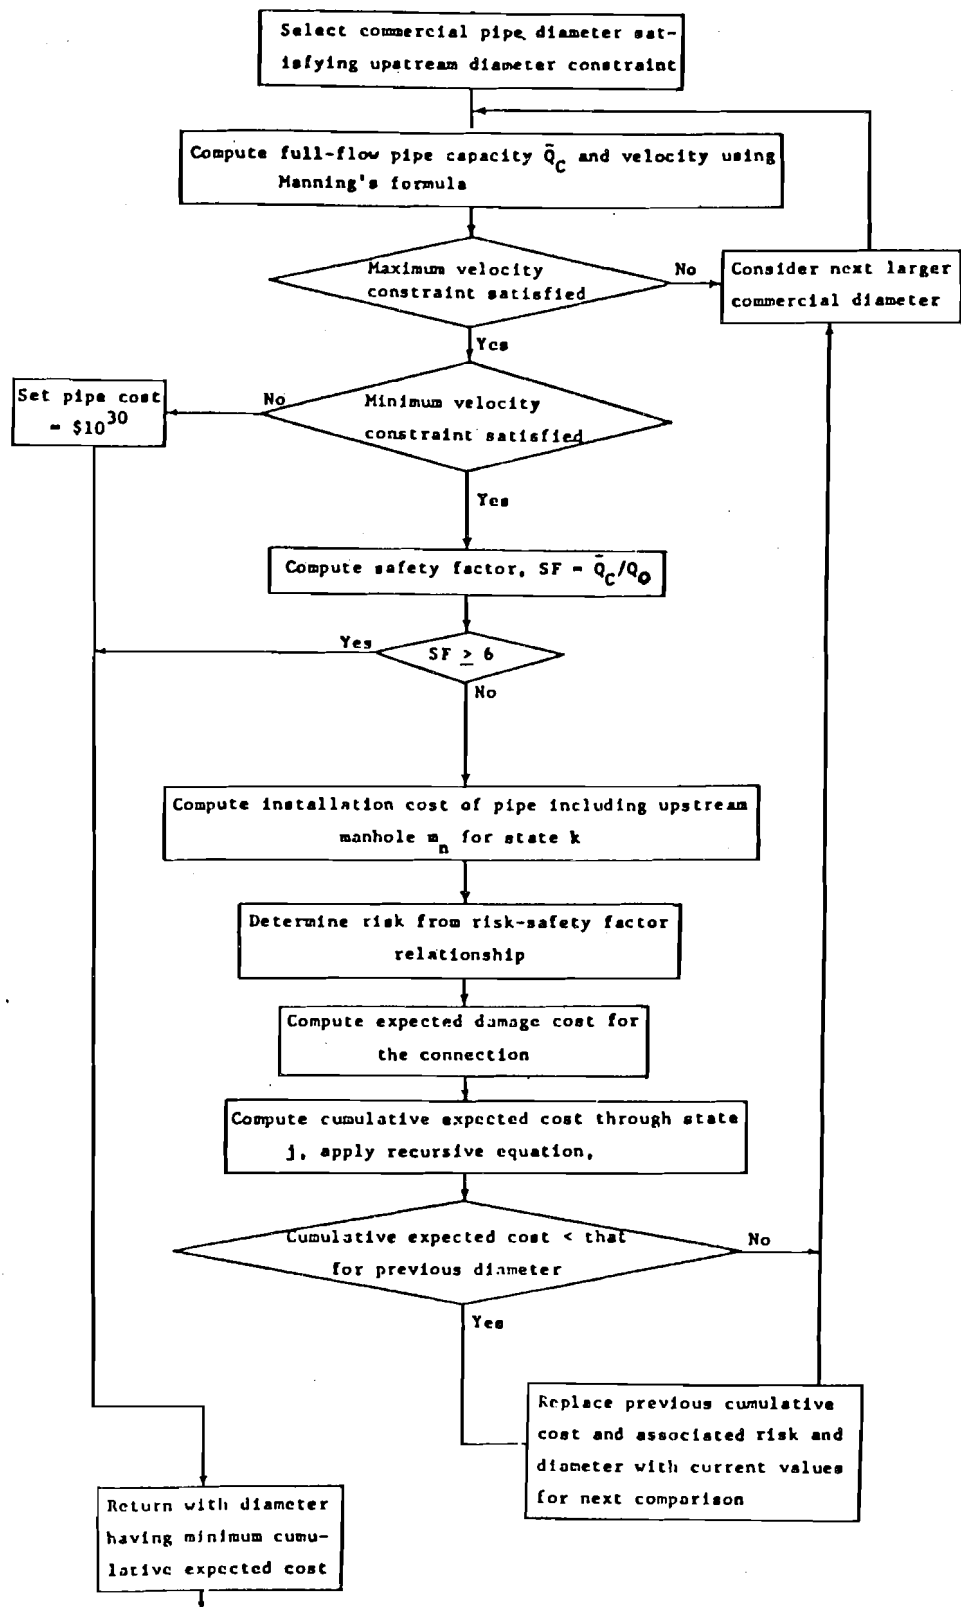 Select commercial pipe diameter sat-
isfying upstream diameter constraint
Compute full-flow pipe capacity Q̄_C and velocity using
Manning's formula
Maximum velocity
constraint satisfied
No
Consider next larger
commercial diameter
Yes
Set pipe cost
= $10^30
No
Minimum velocity
constraint satisfied
Yes
Compute safety factor, SF = Q̄_C/Q_O
Yes
SF ≥ 6
No
Compute installation cost of pipe including upstream
manhole m_n for state k
Determine risk from risk-safety factor
relationship
Compute expected damage cost for
the connection
Compute cumulative expected cost through state
j, apply recursive equation,
Cumulative expected cost < that
for previous diameter
No
Yes
Replace previous cumulative
cost and associated risk and
diameter with current values
for next comparison
Return with diameter
having minimum cumu-
lative expected cost